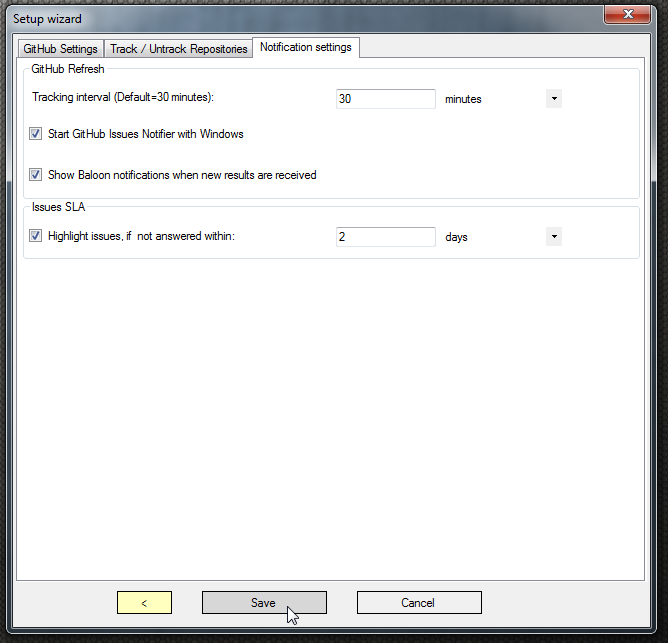 Setup wizard
GitHub Settings
Track / Untrack Repositories
Notification settings
GitHub Refresh
Tracking interval (Default=30 minutes):
30
minutes
Start GitHub Issues Notifier with Windows
Show Baloon notifications when new results are received
Issues SLA
Highlight issues, if not answered within:
2
days
<
Save
Cancel